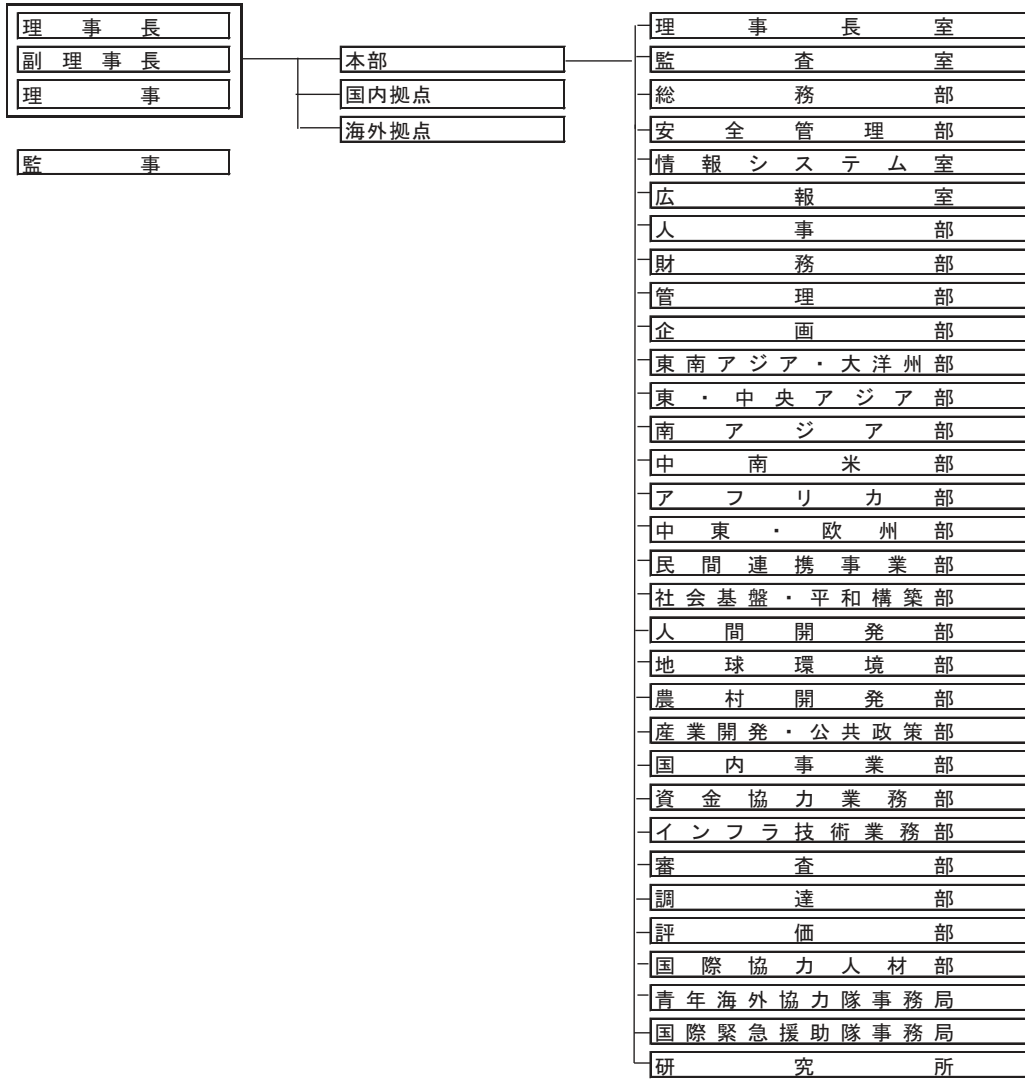 理事長
副理事長
理事
監事
本部
国内拠点
海外拠点
理事長室
監査室
総務部
安全管理部
情報システム室
広報室
人事部
財務部
管理部
企画部
東南アジア・大洋州部
東・中央アジア部
南アジア部
中南米部
アフリカ部
中東・欧州部
民間連携事業部
社会基盤・平和構築部
人間開発部
地球環境部
農村開発部
産業開発・公共政策部
国内事業部
資金協力業務部
インフラ技術業務部
審査部
調達部
評価部
国際協力人材部
青年海外協力隊事務局
国際緊急援助隊事務局
研究所